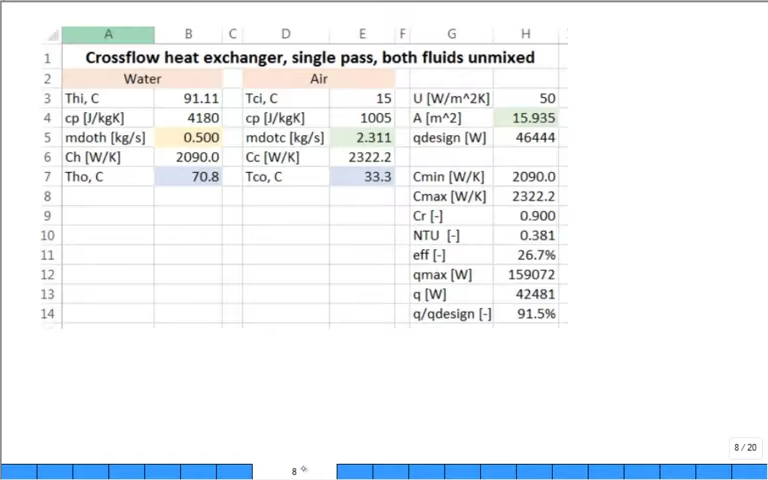 A B C D E F G H
1 Crossflow heat exchanger, single pass, both fluids unmixed
2 Water Air
3 Thi, C 91.11 Tci, C 15 U [W/m^2K] 50
4 cp [J/kgK] 4180 cp [J/kgK] 1005 A [m^2] 15.935
5 mdoth [kg/s] 0.500 mdotc [kg/s] 2.311 qdesign [W] 46444
6 Ch [W/K] 2090.0 Cc [W/K] 2322.2
7 Tho, C 70.8 Tco, C 33.3 Cmin [W/K] 2090.0
8 Cmax [W/K] 2322.2
9 Cr [-] 0.900
10 NTU [-] 0.381
11 eff [-] 26.7%
12 qmax [W] 159072
13 q [W] 42481
14 q/qdesign [-] 91.5%
8 / 20
8